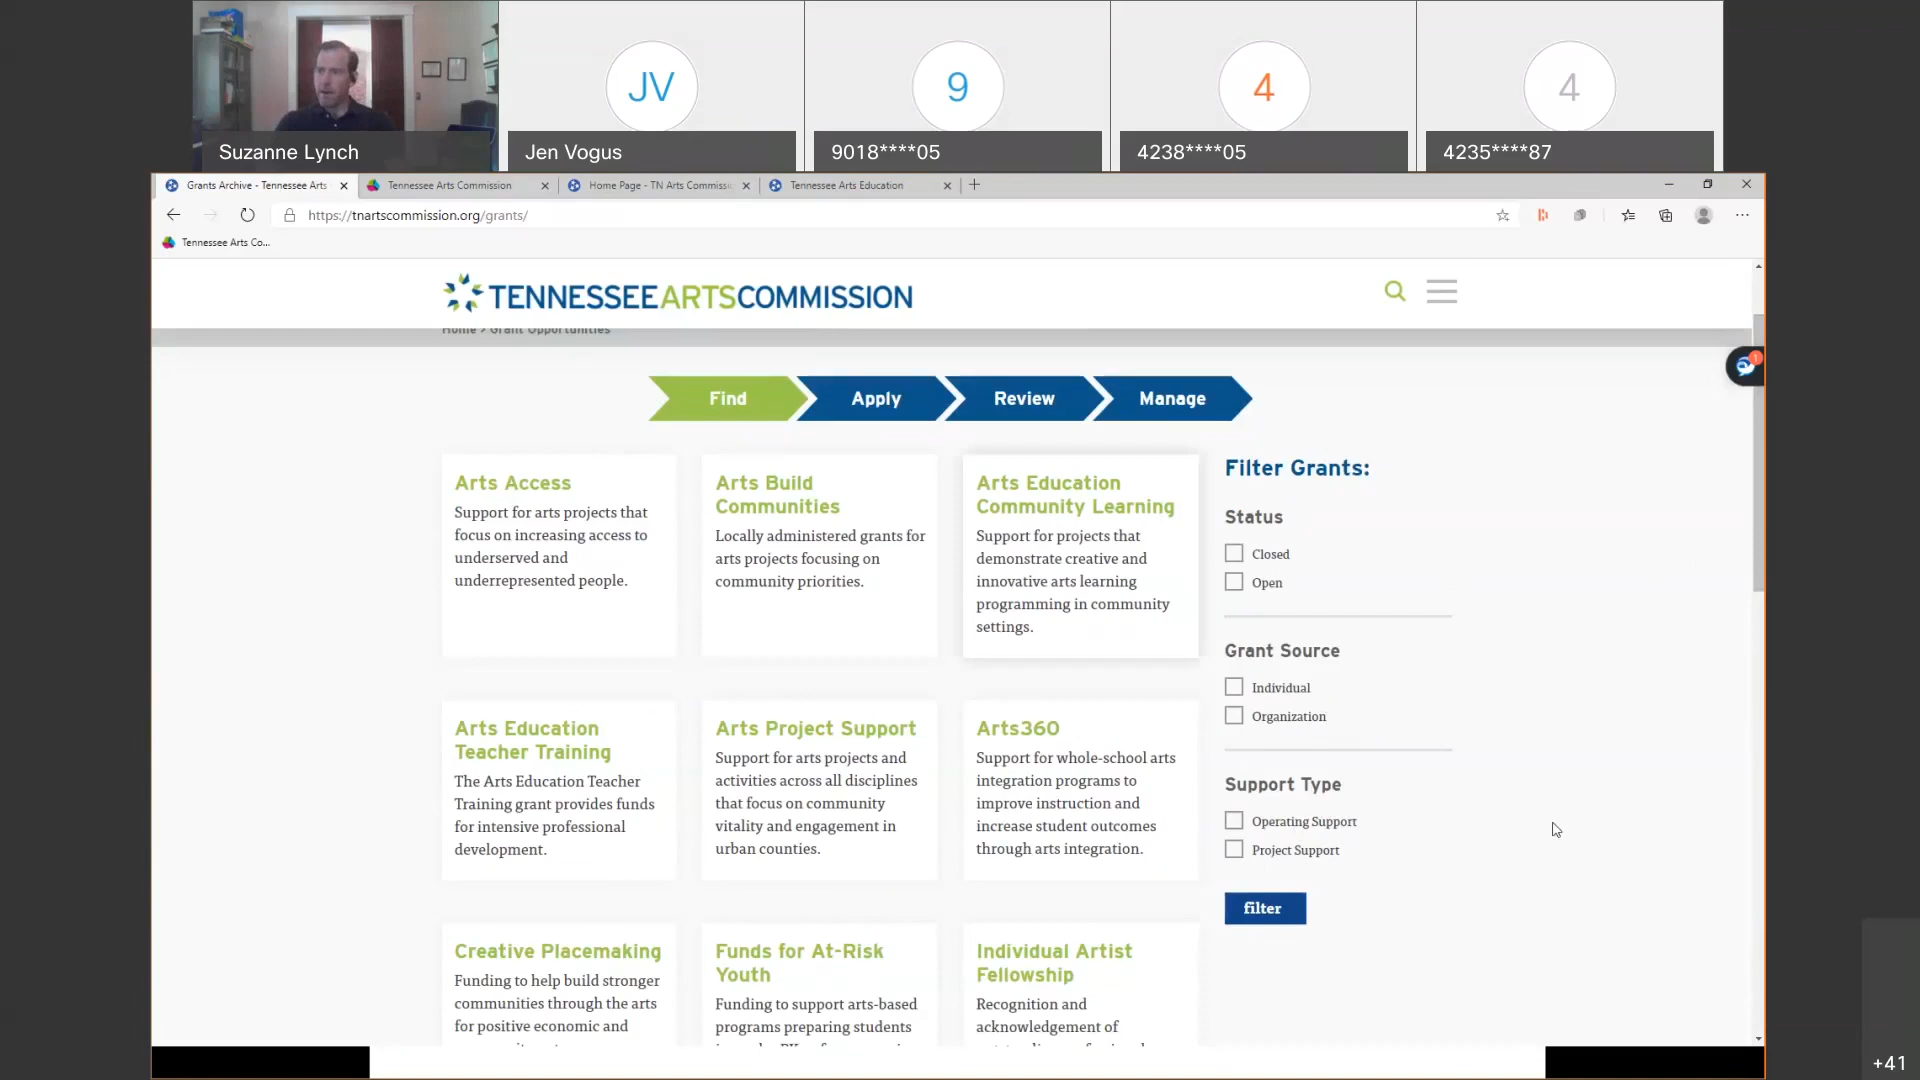 JV
9
4
4
Suzanne Lynch
Jen Vogus
9018****05
4238****05
4235****87
Grants Archive - Tennessee Arts
Tennessee Arts Commission
Home Page - TN Arts Commissi
Tennessee Arts Education
https://tnartscommission.org/grants/
Tennessee Arts Co...
TENNESSEEARTSCOMMISSION
Home > Grant Opportunities
1
Find
Apply
Review
Manage
Arts Access
Support for arts projects that
focus on increasing access to
underserved and
underrepresented people.
Arts Build
Communities
Locally administered grants for
arts projects focusing on
community priorities.
Arts Education
Community Learning
Support for projects that
demonstrate creative and
innovative arts learning
programming in community
settings.
Filter Grants:
Status
Closed
Open
Grant Source
Individual
Organization
Support Type
Operating Support
Project Support
filter
Arts Education
Teacher Training
The Arts Education Teacher
Training grant provides funds
for intensive professional
development.
Arts Project Support
Support for arts projects and
activities across all disciplines
that focus on community
vitality and engagement in
urban counties.
Arts360
Support for whole-school arts
integration programs to
improve instruction and
increase student outcomes
through arts integration.
Creative Placemaking
Funding to help build stronger
communities through the arts
for positive economic and
Funds for At-Risk
Youth
Funding to support arts-based
programs preparing students
Individual Artist
Fellowship
Recognition and
acknowledgement of
+41